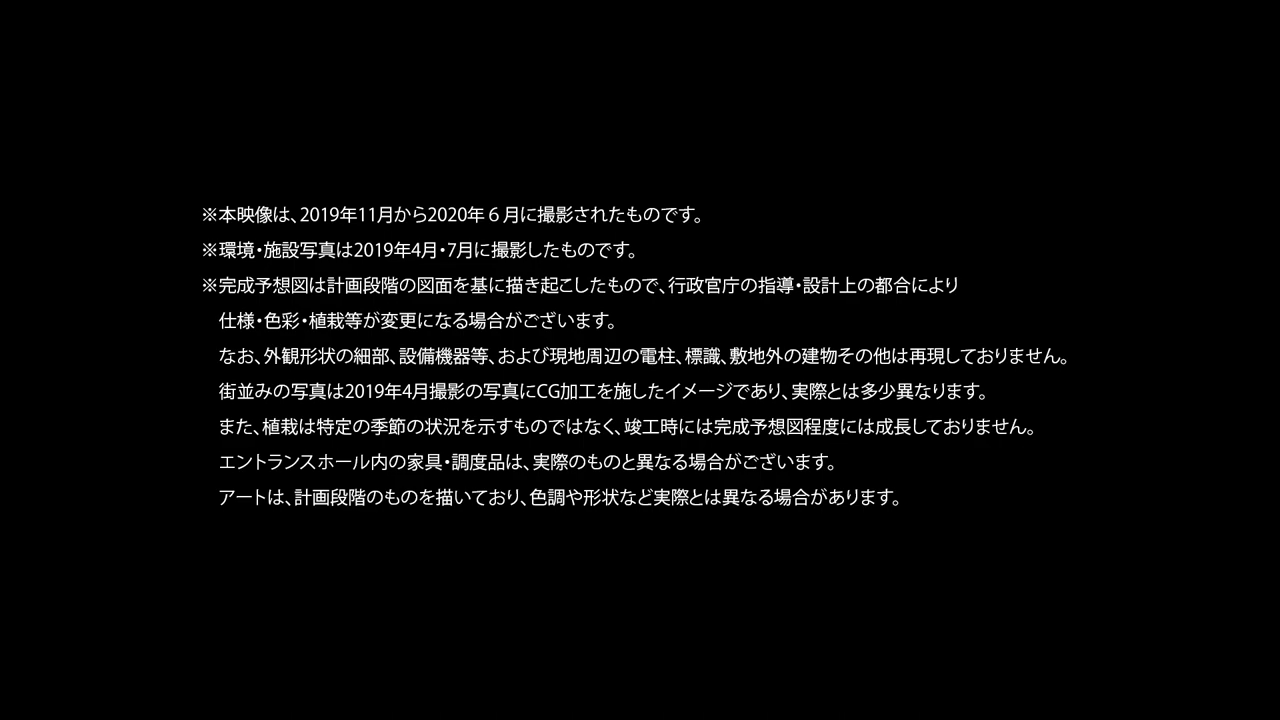 ※本映像は、2019年11月から2020年６月に撮影されたものです。
※環境・施設写真は2019年4月・7月に撮影したものです。
※完成予想図は計画段階の図面を基に描き起こしたもので、行政官庁の指導・設計上の都合により
仕様・色彩・植栽等が変更になる場合がございます。
なお、外観形状の細部、設備機器等、および現地周辺の電柱、標識、敷地外の建物その他は再現しておりません。
街並みの写真は2019年4月撮影の写真にCG加工を施したイメージであり、実際とは多少異なります。
また、植栽は特定の季節の状況を示すものではなく、竣工時には完成予想図程度には成長しておりません。
エントランスホール内の家具・調度品は、実際のものと異なる場合がございます。
アートは、計画段階のものを描いており、色調や形状など実際とは異なる場合があります。